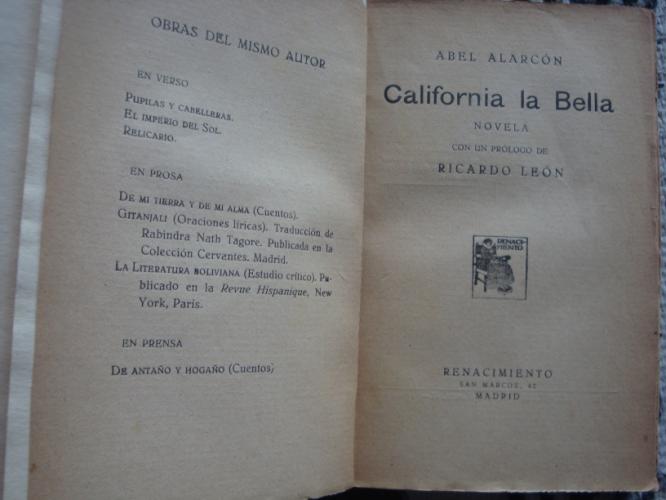 OBRAS DEL MISMO AUTOR
EN VERSO
PUPILAS Y CABELLERAS.
EL IMPERIO DEL SOL.
RELICARIO.
EN PROSA
DE MI TIERRA Y DE MI ALMA (Cuentos).
GITANJALI (Oraciones líricas). Traducción de
Rabindra Nath Tagore. Publicada en la
Colección Cervantes. Madrid.
LA LITERATURA BOLIVIANA (Estudio crítico). Pu-
blicado en la Revue Hispanique, New
York, París.
EN PRENSA
DE ANTAÑO Y HOGAÑO (Cuentos)
ABEL ALARCÓN
California la Bella
NOVELA
CON UN PRÓLOGO DE
RICARDO LEÓN
RENACI-
MIENTO
RENACIMIENTO
SAN MARCOS, 42
MADRID